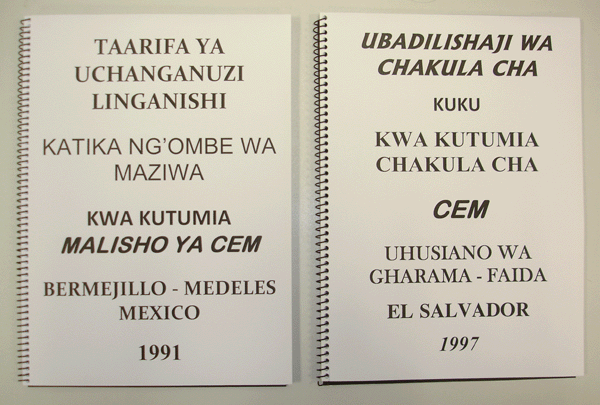 TAARIFA YA
UCHANGANUZI
LINGANISHI
KATIKA NG'OMBE WA
MAZIWA
KWA KUTUMIA
MALISHO YA CEM
BERMEJILLO - MEDELES
MEXICO
1991
UBADILISHAJI WA
CHAKULA CHA
KUKU
KWA KUTUMIA
CHAKULA CHA
CEM
UHUSIANO WA
GHARAMA - FAIDA
EL SALVADOR
1997